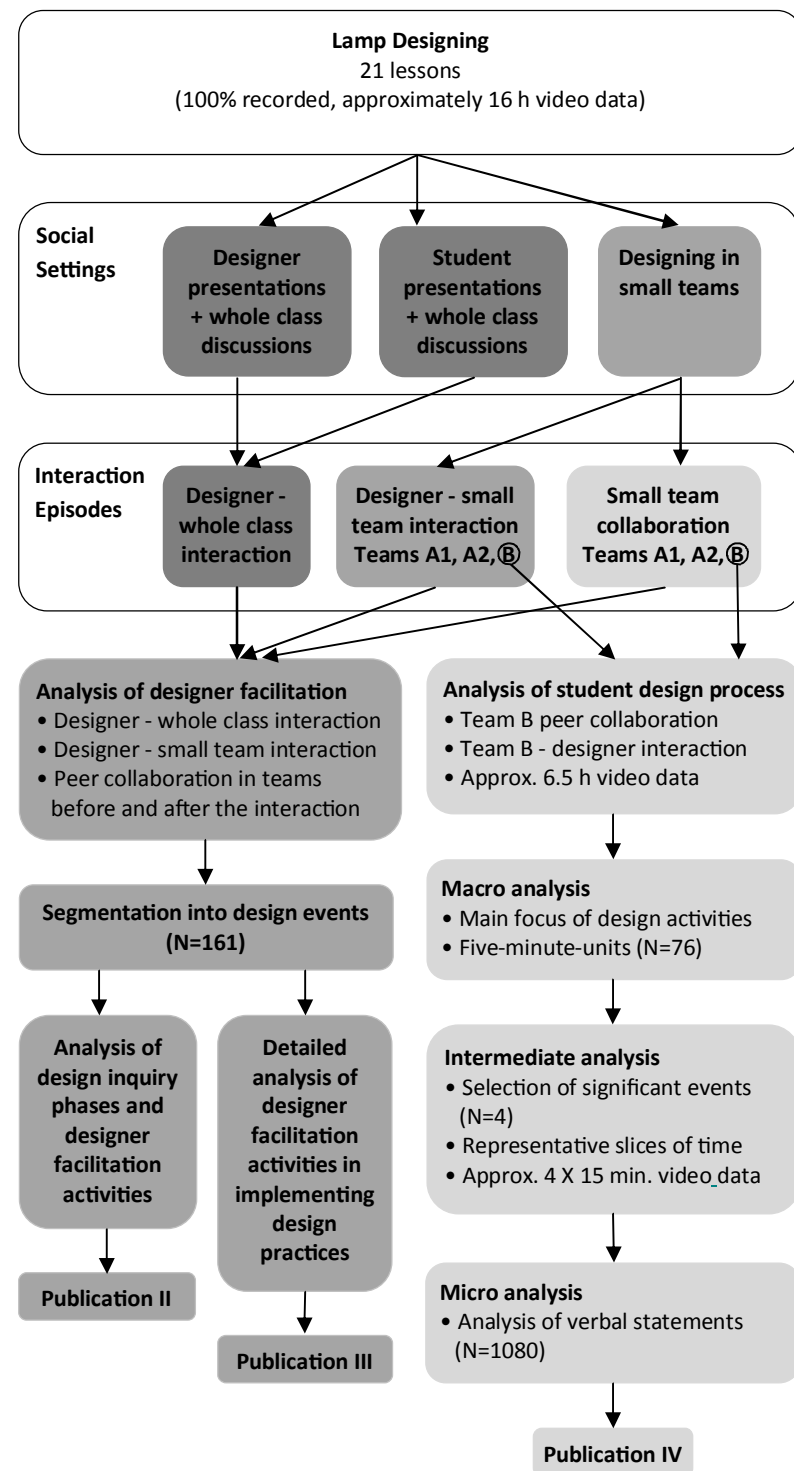 Lamp Designing
21 lessons
(100% recorded, approximately 16 h video data)
Social
Settings
Designer
presentations
+ whole class
discussions
Student
presentations
+ whole class
discussions
Designing in
small teams
Interaction
Episodes
Designer -
whole class
interaction
Designer - small
team interaction
Teams A1, A2, B
Small team
collaboration
Teams A1, A2, B
Analysis of designer facilitation
• Designer - whole class interaction
• Designer - small team interaction
• Peer collaboration in teams
before and after the interaction
Analysis of student design process
• Team B peer collaboration
• Team B - designer interaction
• Approx. 6.5 h video data
Segmentation into design events
(N=161)
Macro analysis
• Main focus of design activities
• Five-minute-units (N=76)
Analysis of
design inquiry
phases and
designer
facilitation
activities
Detailed
analysis of
designer
facilitation
activities in
implementing
design
practices
Intermediate analysis
• Selection of significant events
(N=4)
• Representative slices of time
• Approx. 4 X 15 min. video data
Publication II
Publication III
Micro analysis
• Analysis of verbal statements
(N=1080)
Publication IV